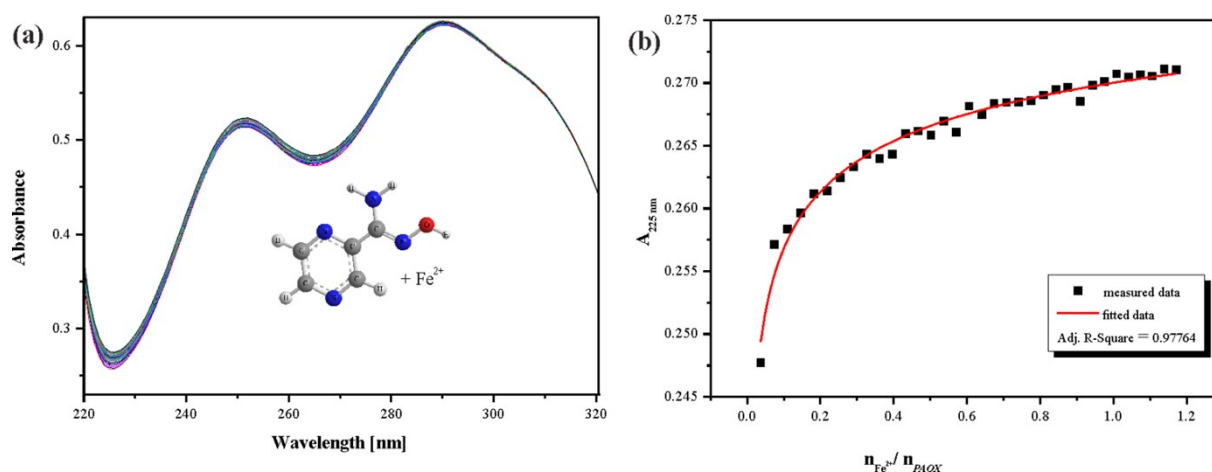 (a)
0.6
0.5
0.4
0.3
Absorbance
220
240
260
280
300
320
Wavelength [nm]
+ Fe²⁺
(b)
0.275
0.270
0.265
0.260
0.255
0.250
0.245
A₂₂₅ ₙₘ
0.0
0.2
0.4
0.6
0.8
1.0
1.2
n_Fe²⁺ / n_PAOX
measured data
fitted data
Adj. R-Square = 0.97764